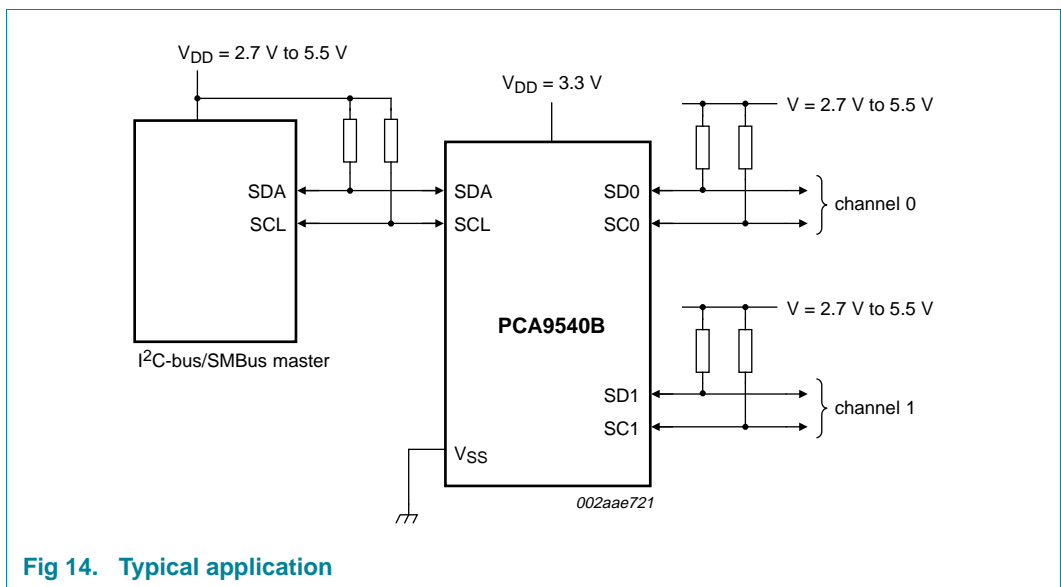 V_DD = 2.7 V to 5.5 V
V_DD = 3.3 V
V = 2.7 V to 5.5 V
SDA
SCL
SDA
SCL
SD0
SC0
channel 0
V = 2.7 V to 5.5 V
PCA9540B
I²C-bus/SMBus master
SD1
SC1
channel 1
V_SS
002aae721
Fig 14. Typical application